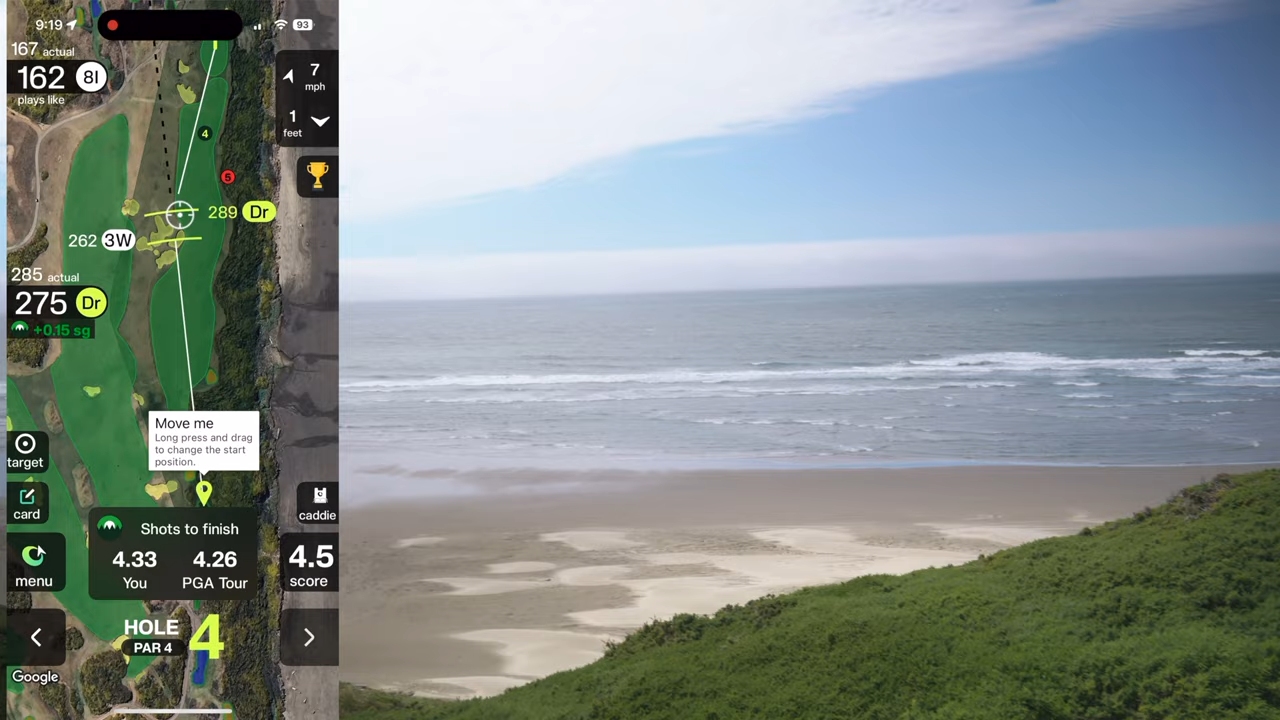 9:19
93
167 actual
162 8I
plays like
7
mph
1
feet
4
5
289 Dr
262 3W
285 actual
275 Dr
+0.15 sg
Move me
Long press and drag
to change the start
position.
target
card
caddie
Shots to finish
4.33 4.26
You PGA Tour
menu
4.5
score
HOLE 4
PAR 4
Google